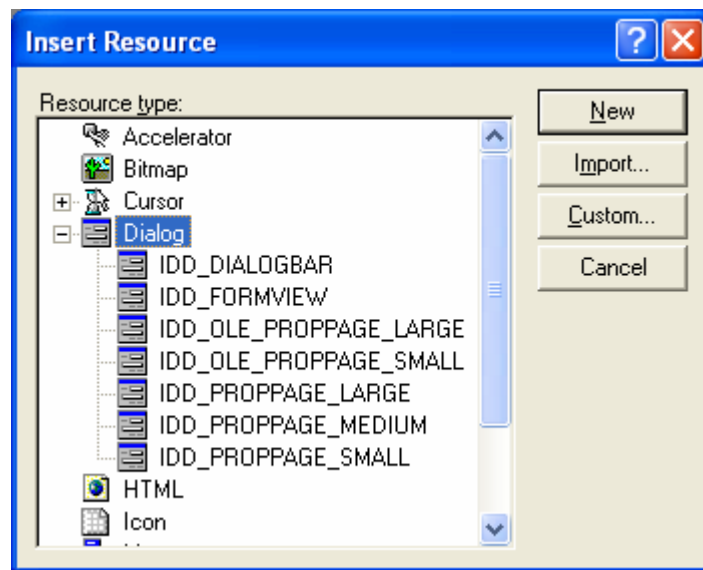 Insert Resource
Resource type:
Accelerator
Bitmap
Cursor
Dialog
IDD_DIALOGBAR
IDD_FORMVIEW
IDD_OLE_PROPPAGE_LARGE
IDD_OLE_PROPPAGE_SMALL
IDD_PROPPAGE_LARGE
IDD_PROPPAGE_MEDIUM
IDD_PROPPAGE_SMALL
HTML
Icon
New
Import...
Custom...
Cancel